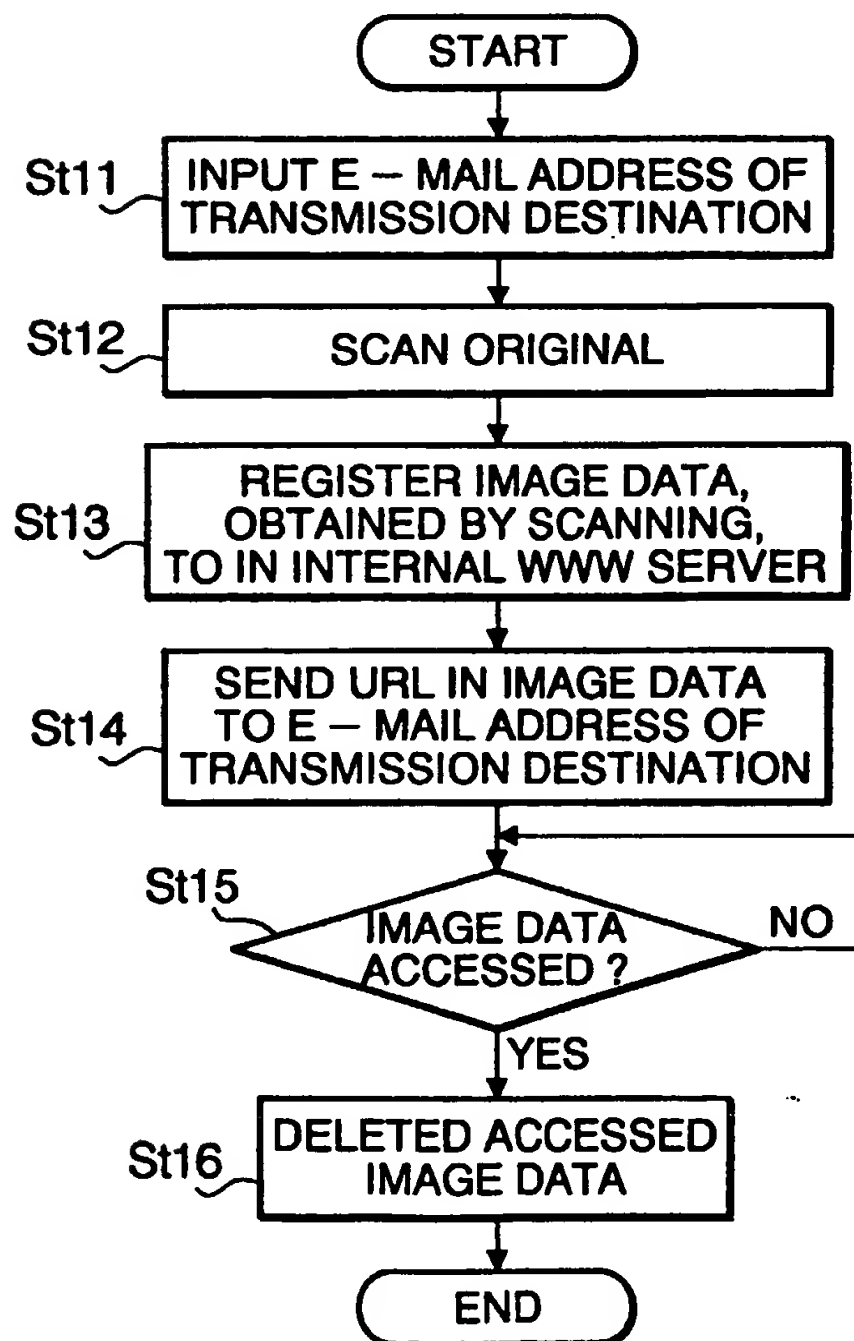 START
St11
INPUT E – MAIL ADDRESS OF
TRANSMISSION DESTINATION
St12
SCAN ORIGINAL
St13
REGISTER IMAGE DATA,
OBTAINED BY SCANNING,
TO IN INTERNAL WWW SERVER
St14
SEND URL IN IMAGE DATA
TO E – MAIL ADDRESS OF
TRANSMISSION DESTINATION
St15
IMAGE DATA
ACCESSED ?
NO
YES
St16
DELETED ACCESSED
IMAGE DATA
END